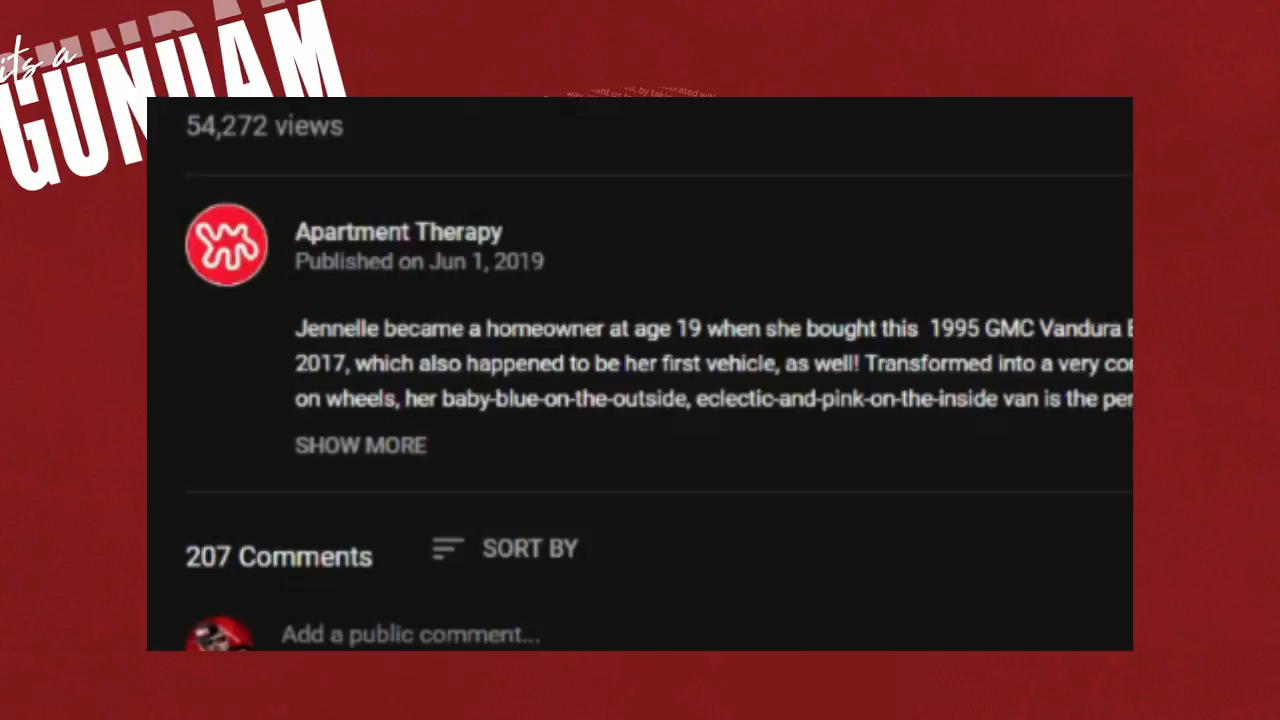 its a
GUNDAM
54,272 views
Apartment Therapy
Published on Jun 1, 2019
Jennelle became a homeowner at age 19 when she bought this 1995 GMC Vandura
2017, which also happened to be her first vehicle, as well! Transformed into a very
on wheels, her baby-blue-on-the-outside, eclectic-and-pink-on-the-inside van is the
SHOW MORE
207 Comments
SORT BY
Add a public comment...